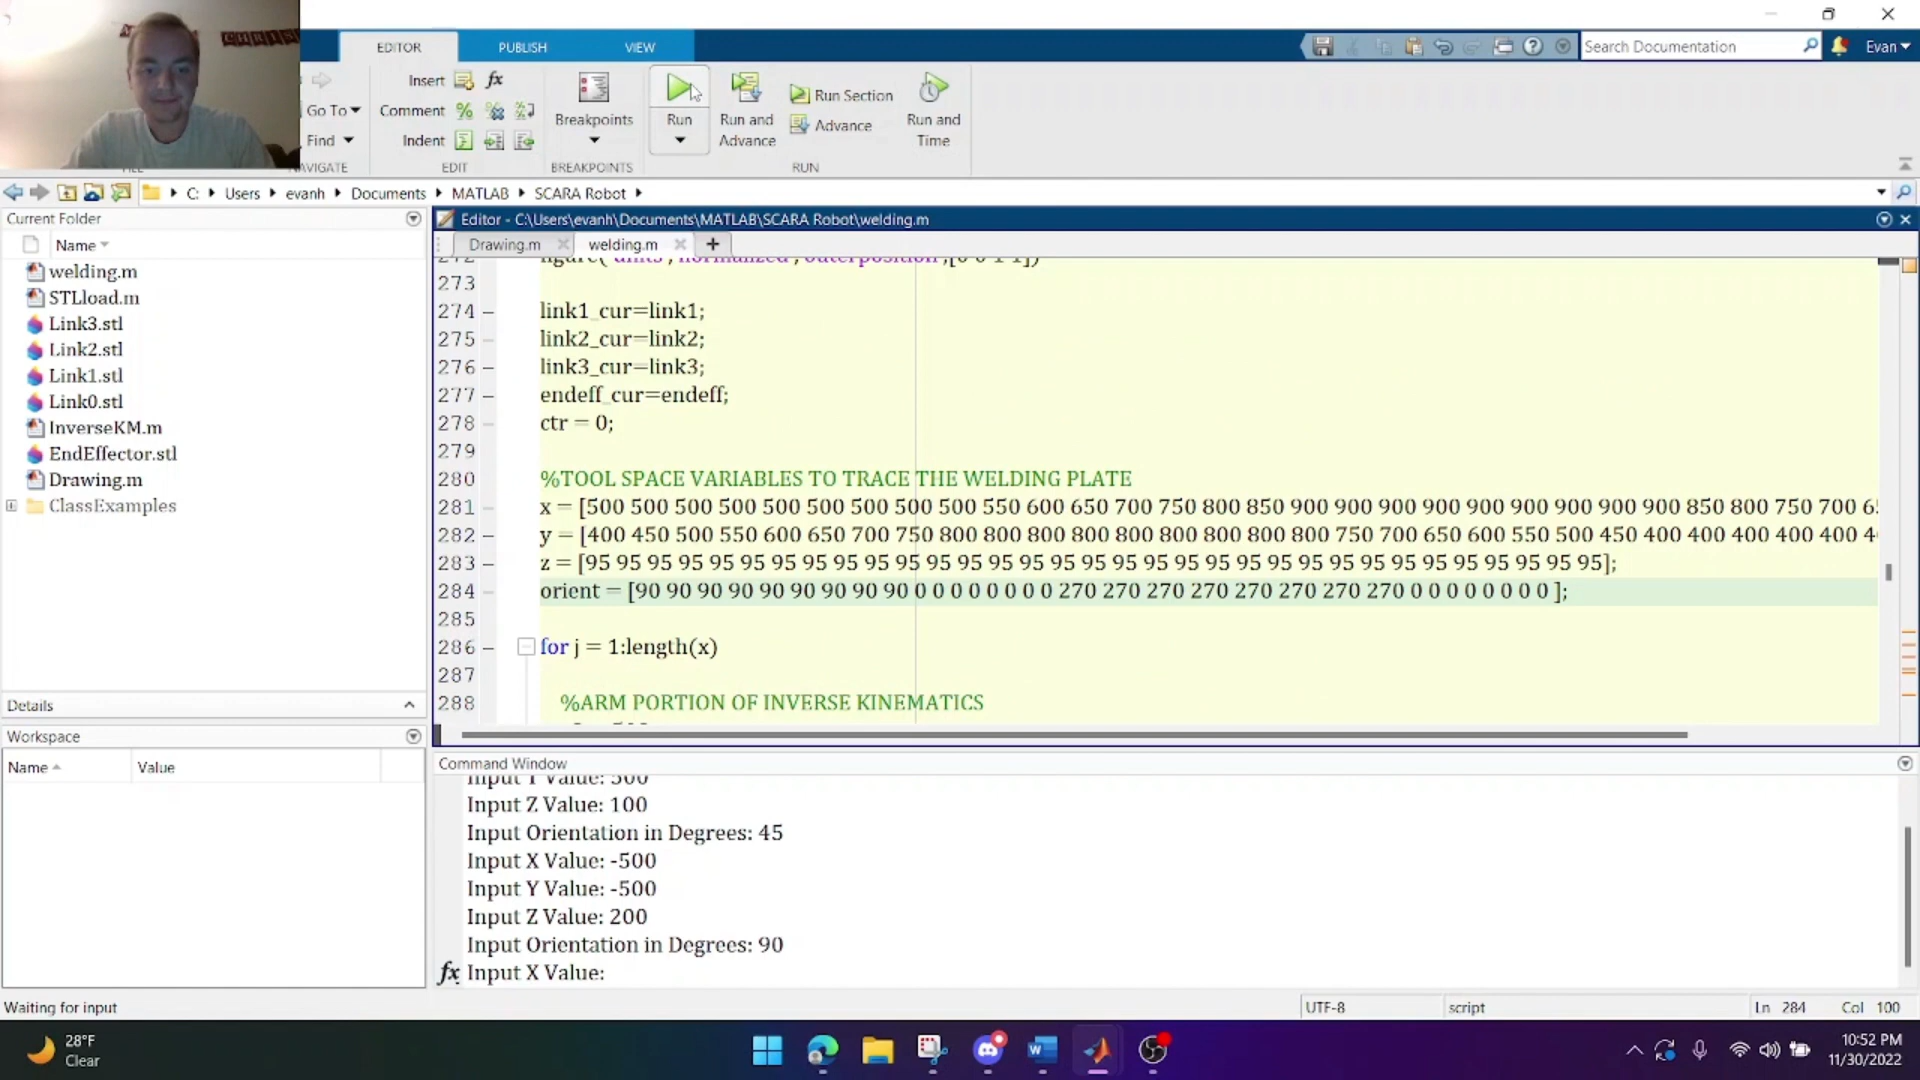 EDITOR
PUBLISH
VIEW
Search Documentation
Evan
Go To
Find
NAVIGATE
Insert
fx
Comment
Indent
EDIT
Breakpoints
BREAKPOINTS
Run
Run and Advance
Run Section
Advance
Run and Time
RUN
C:
Users
evanh
Documents
MATLAB
SCARA Robot
Current Folder
Name
welding.m
STLload.m
Link3.stl
Link2.stl
Link1.stl
Link0.stl
InverseKM.m
EndEffector.stl
Drawing.m
ClassExamples
Details
Workspace
Name
Value
Editor - C:\Users\evanh\Documents\MATLAB\SCARA Robot\welding.m
Drawing.m
welding.m
273
274 – link1_cur=link1;
275 – link2_cur=link2;
276 – link3_cur=link3;
277 – endeff_cur=endeff;
278 – ctr = 0;
279
280 %TOOL SPACE VARIABLES TO TRACE THE WELDING PLATE
281 – x = [500 500 500 500 500 500 500 500 500 550 600 650 700 750 800 850 900 900 900 900 900 900 900 900 900 850 800 750 700
282 – y = [400 450 500 550 600 650 700 750 800 800 800 800 800 800 800 800 800 750 700 650 600 550 500 450 400 400 400 400 400
283 – z = [95 95 95 95 95 95 95 95 95 95 95 95 95 95 95 95 95 95 95 95 95 95 95 95 95 95 95 95 95 95 95 95 95];
284 – orient = [90 90 90 90 90 90 90 90 90 0 0 0 0 0 0 0 0 270 270 270 270 270 270 270 270 0 0 0 0 0 0 0 0 ];
285
286 – for j = 1:length(x)
287
288 %ARM PORTION OF INVERSE KINEMATICS
Command Window
Input Z Value: 100
Input Orientation in Degrees: 45
Input X Value: -500
Input Y Value: -500
Input Z Value: 200
Input Orientation in Degrees: 90
fx Input X Value:
Waiting for input
UTF-8
script
Ln 284 Col 100
28°F
Clear
10:52 PM
11/30/2022